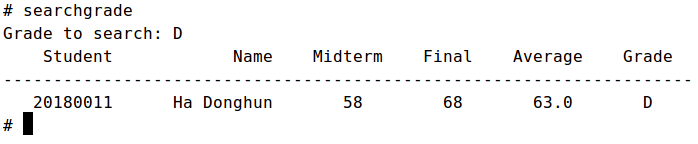 # searchgrade
Grade to search: D
    Student            Name    Midterm    Final    Average    Grade
---------------------------------------------------------------------
   20180011      Ha Donghun       58        68       63.0       D
#